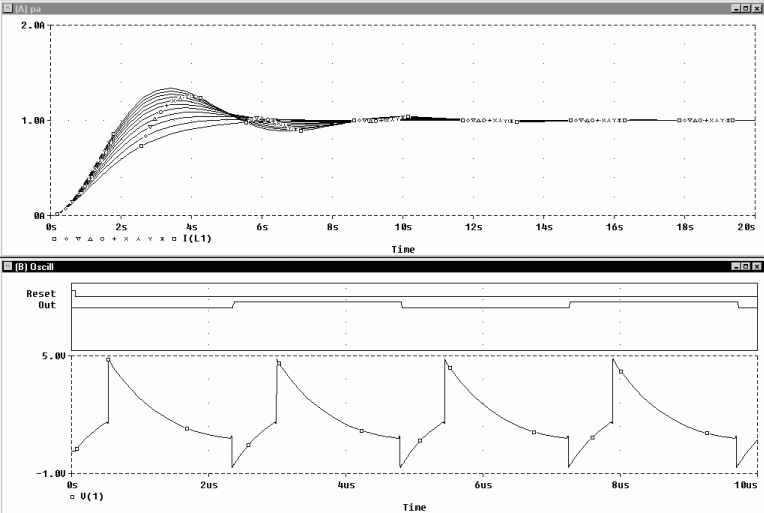 (A) pa
2.0A
1.0A
0A
0s 2s 4s 6s 8s 10s 12s 14s 16s 18s 20s
I(L1)
Time
(B) Oscill
Reset
Out
5.0V
-1.0V
0s 2us 4us 6us 8us 10us
V(1)
Time